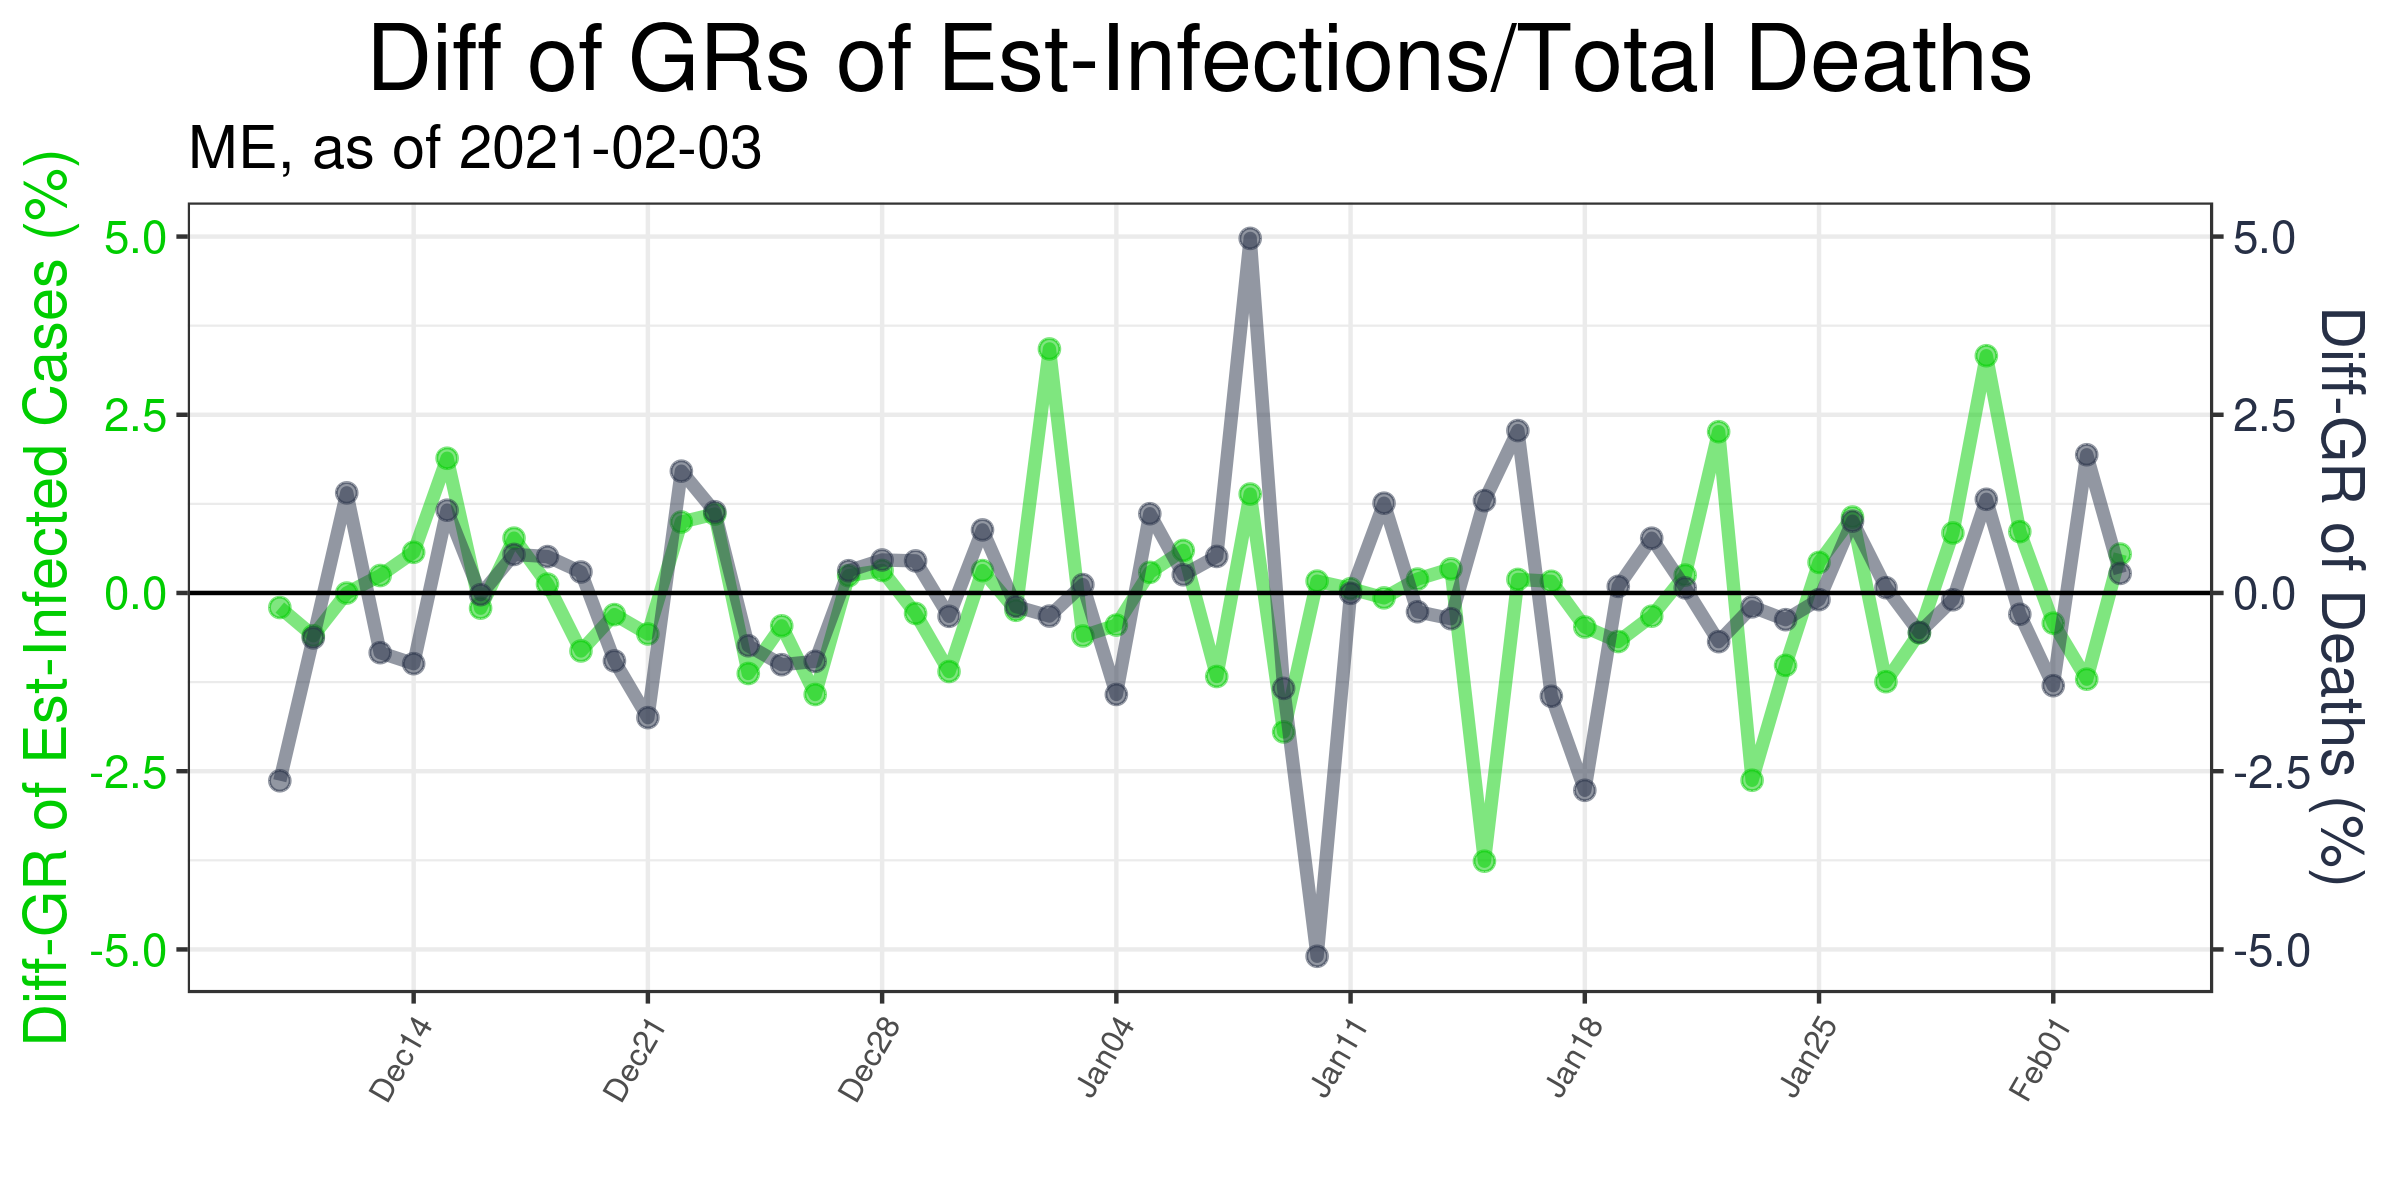 Diff of GRs of Est-Infections/Total Deaths
ME, as of 2021-02-03
Diff-GR of Est-Infected Cases (%)
5.0
2.5
0.0
-2.5
-5.0
5.0
2.5
0.0
-2.5
-5.0
Diff-GR of Deaths (%)
Dec14
Dec21
Dec28
Jan04
Jan11
Jan18
Jan25
Feb01